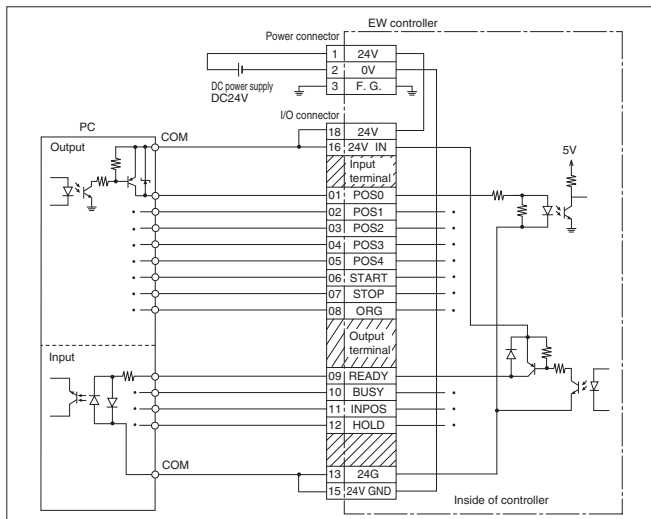 EW controller
Power connector
1 24V
2 0V
3 F. G.
DC power supply
DC24V
I/O connector
PC
COM
Output
18 24V
16 24V IN
Input
terminal
5V
01 POS0
02 POS1
03 POS2
04 POS3
05 POS4
06 START
07 STOP
08 ORG
Output
terminal
Input
09 READY
10 BUSY
11 INPOS
12 HOLD
COM
13 24G
15 24V GND
Inside of controller